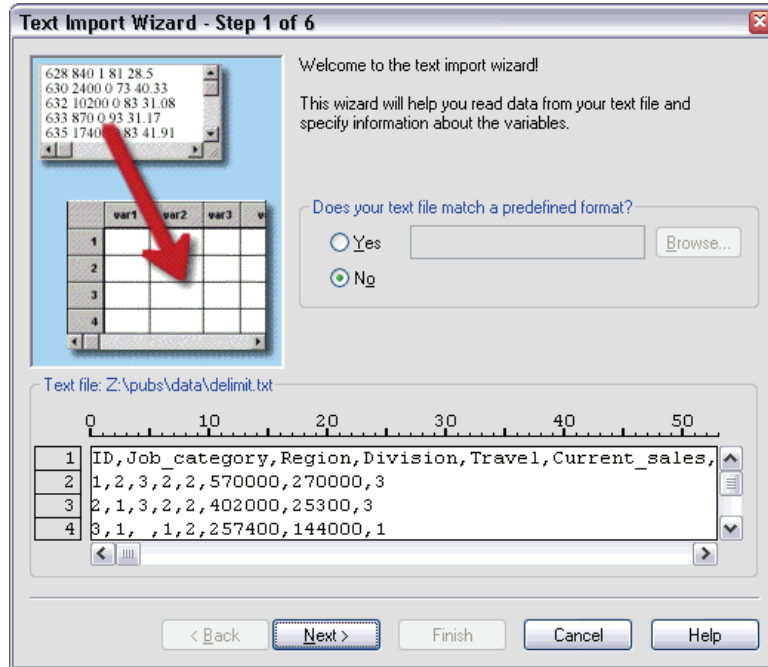 Text Import Wizard - Step 1 of 6
628 840 1 81 28.5
630 2400 0 73 40.33
632 10200 0 83 31.08
633 870 0 93 31.17
635 1740 83 41.91
var1 var2 var3 v
1
2
3
4
Welcome to the text import wizard!
This wizard will help you read data from your text file and
specify information about the variables.
Does your text file match a predefined format?
Yes Browse...
No
Text file: Z:\pubs\data\delimit.txt
0 10 20 30 40 50
1 ID,Job_category,Region,Division,Travel,Current_sales,
2 1,2,3,2,2,570000,270000,3
3 2,1,3,2,2,402000,25300,3
4 3,1, ,1,2,257400,144000,1
< Back Next > Finish Cancel Help